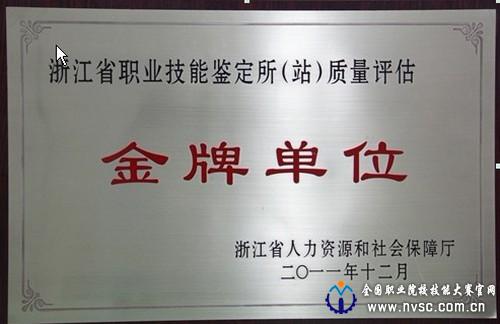 浙江省职业技能鉴定所(站)质量评估
金牌单位
浙江省人力资源和社会保障厅
二〇一一年十二月
全国职业院校技能大赛官网
www.nvsc.com.cn